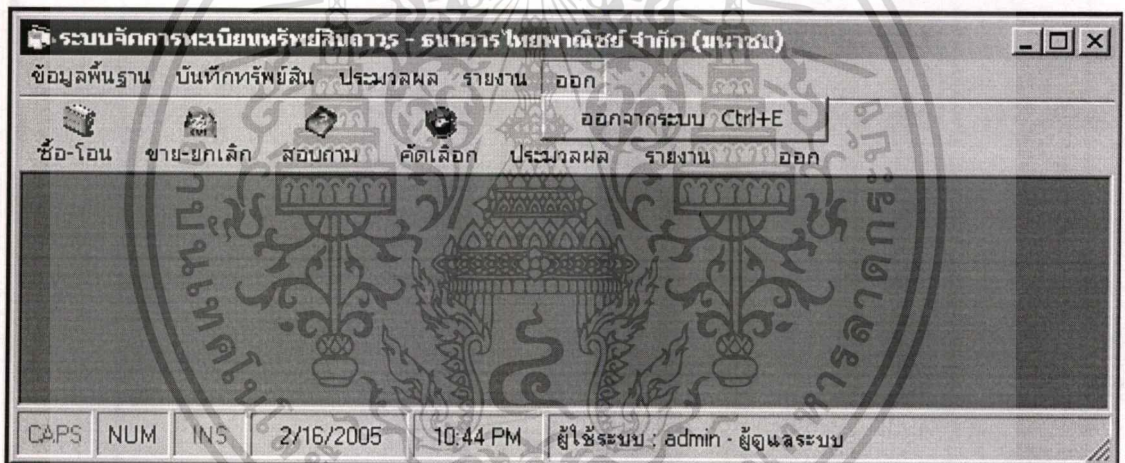 ระบบจัดการทะเบียนทรัพย์สินถาวร - ธนาคารไทยพาณิชย์ จำกัด (มหาชน)
ข้อมูลพื้นฐาน บันทึกทรัพย์สิน ประมวลผล รายงาน ออก
ออกจากระบบ Ctrl+E
ซื้อ-โอน ขาย-ยกเลิก สอบถาม คัดเลือก ประมวลผล รายงาน ออก
CAPS NUM INS 2/16/2005 10:44 PM ผู้ใช้ระบบ : admin - ผู้ดูแลระบบ